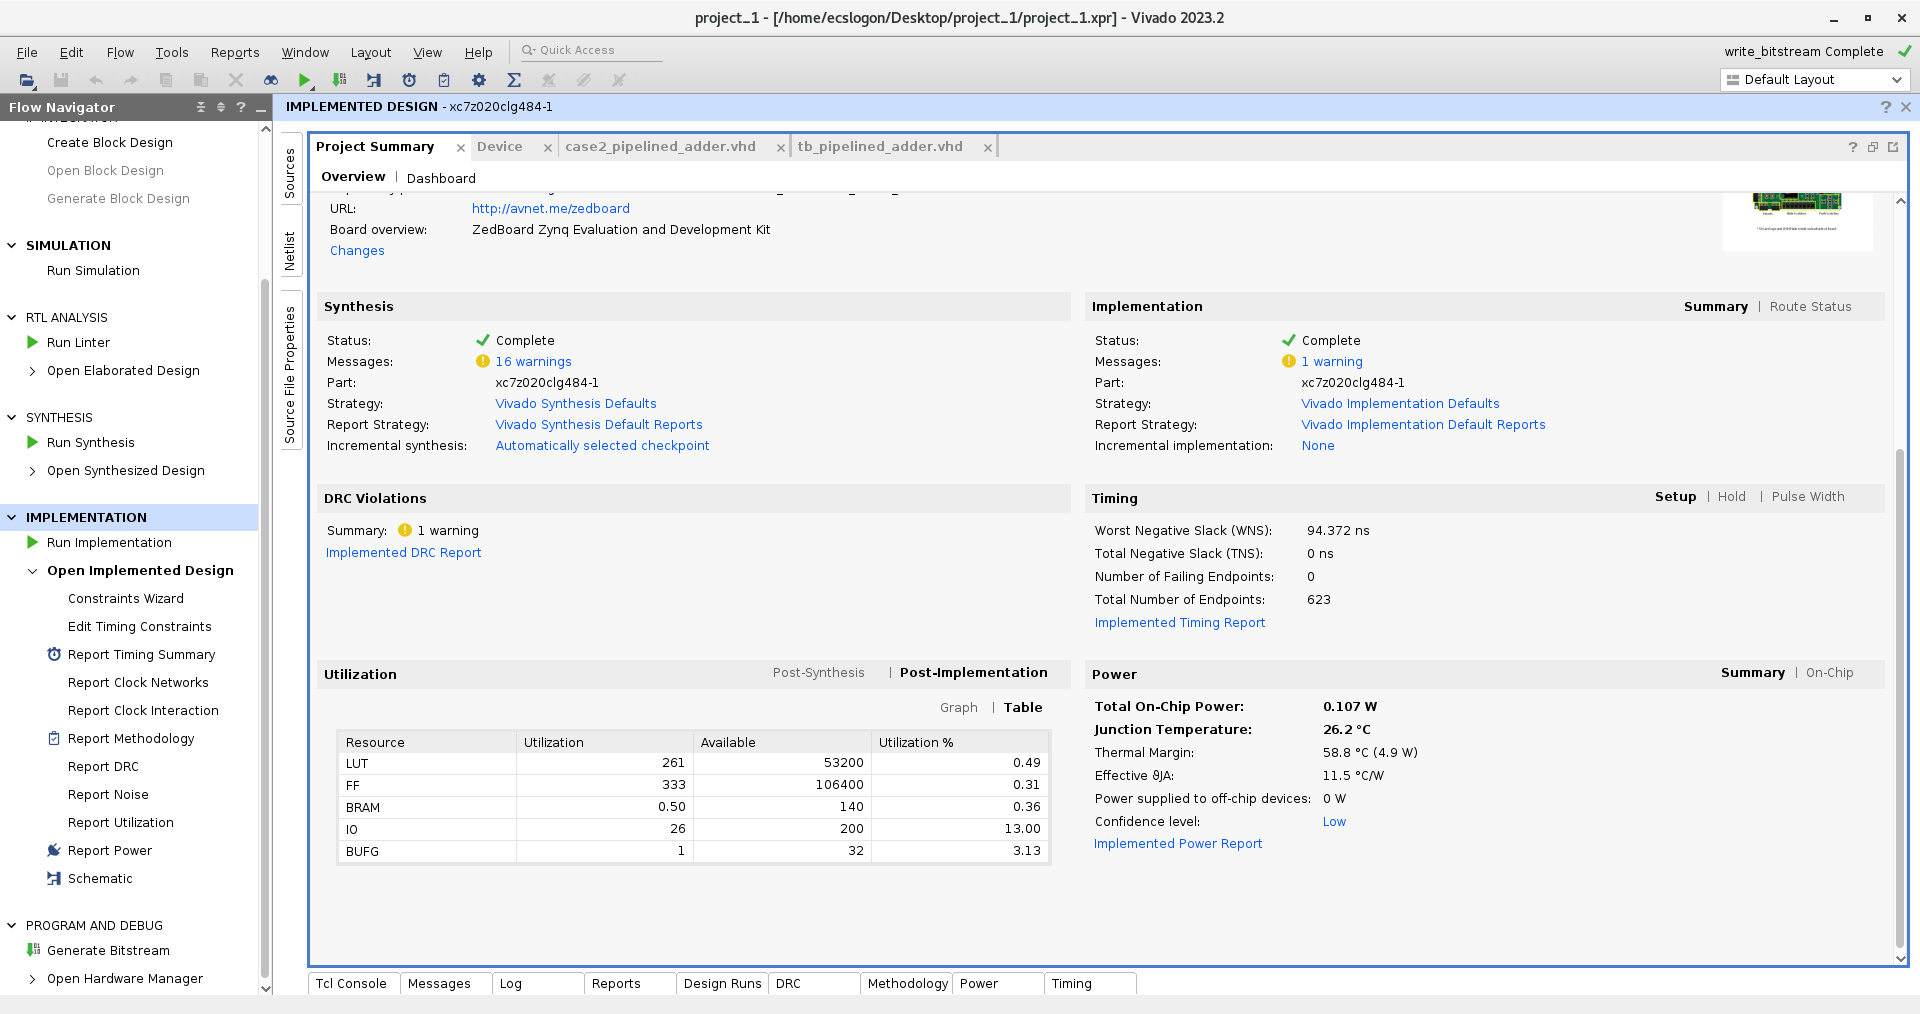 project_1 - [/home/ecslogon/Desktop/project_1/project_1.xpr] - Vivado 2023.2
File Edit Flow Tools Reports Window Layout View Help Quick Access
write_bitstream Complete
Default Layout
Flow Navigator
IMPLEMENTED DESIGN - xc7z020clg484-1
Create Block Design
Open Block Design
Generate Block Design
SIMULATION
Run Simulation
RTL ANALYSIS
Run Linter
Open Elaborated Design
SYNTHESIS
Run Synthesis
Open Synthesized Design
IMPLEMENTATION
Run Implementation
Open Implemented Design
Constraints Wizard
Edit Timing Constraints
Report Timing Summary
Report Clock Networks
Report Clock Interaction
Report Methodology
Report DRC
Report Noise
Report Utilization
Report Power
Schematic
PROGRAM AND DEBUG
Generate Bitstream
Open Hardware Manager
Sources
Netlist
Source File Properties
Project Summary Device case2_pipelined_adder.vhd tb_pipelined_adder.vhd
Overview | Dashboard
URL: http://avnet.me/zedboard
Board overview: ZedBoard Zynq Evaluation and Development Kit
Changes
Synthesis
Status: Complete
Messages: 16 warnings
Part: xc7z020clg484-1
Strategy: Vivado Synthesis Defaults
Report Strategy: Vivado Synthesis Default Reports
Incremental synthesis: Automatically selected checkpoint
Implementation Summary | Route Status
Status: Complete
Messages: 1 warning
Part: xc7z020clg484-1
Strategy: Vivado Implementation Defaults
Report Strategy: Vivado Implementation Default Reports
Incremental implementation: None
DRC Violations
Summary: 1 warning
Implemented DRC Report
Timing Setup | Hold | Pulse Width
Worst Negative Slack (WNS): 94.372 ns
Total Negative Slack (TNS): 0 ns
Number of Failing Endpoints: 0
Total Number of Endpoints: 623
Implemented Timing Report
Utilization Post-Synthesis | Post-Implementation
Graph | Table
Resource Utilization Available Utilization %
LUT 261 53200 0.49
FF 333 106400 0.31
BRAM 0.50 140 0.36
IO 26 200 13.00
BUFG 1 32 3.13
Power Summary | On-Chip
Total On-Chip Power: 0.107 W
Junction Temperature: 26.2 °C
Thermal Margin: 58.8 °C (4.9 W)
Effective ϑJA: 11.5 °C/W
Power supplied to off-chip devices: 0 W
Confidence level: Low
Implemented Power Report
Tcl Console Messages Log Reports Design Runs DRC Methodology Power Timing